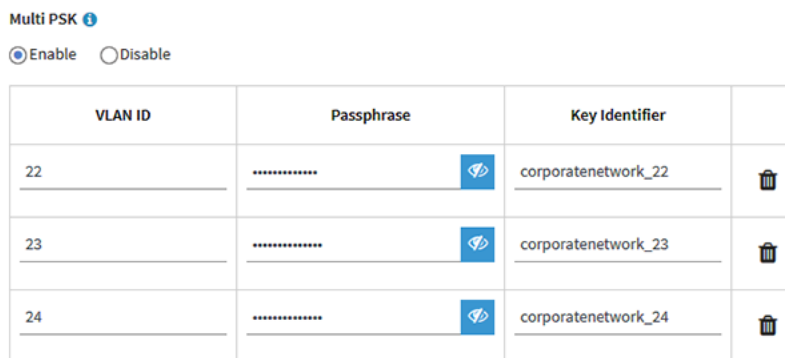 Multi PSK
Enable Disable
VLAN ID Passphrase Key Identifier
22 ••••••••••••• corporatenetwork_22
23 •••••••••••••• corporatenetwork_23
24 •••••••••••••• corporatenetwork_24